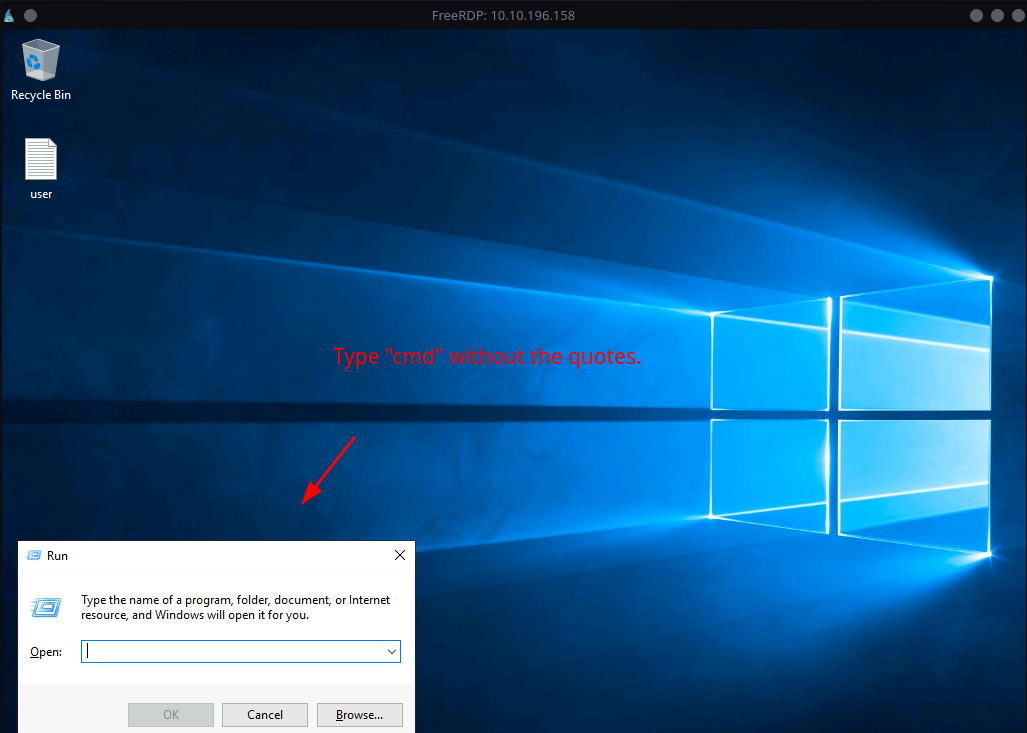 FreeRDP: 10.10.196.158
Recycle Bin
user
Type "cmd" without the quotes.
Run
Type the name of a program, folder, document, or Internet
resource, and Windows will open it for you.
Open:
OK
Cancel
Browse...